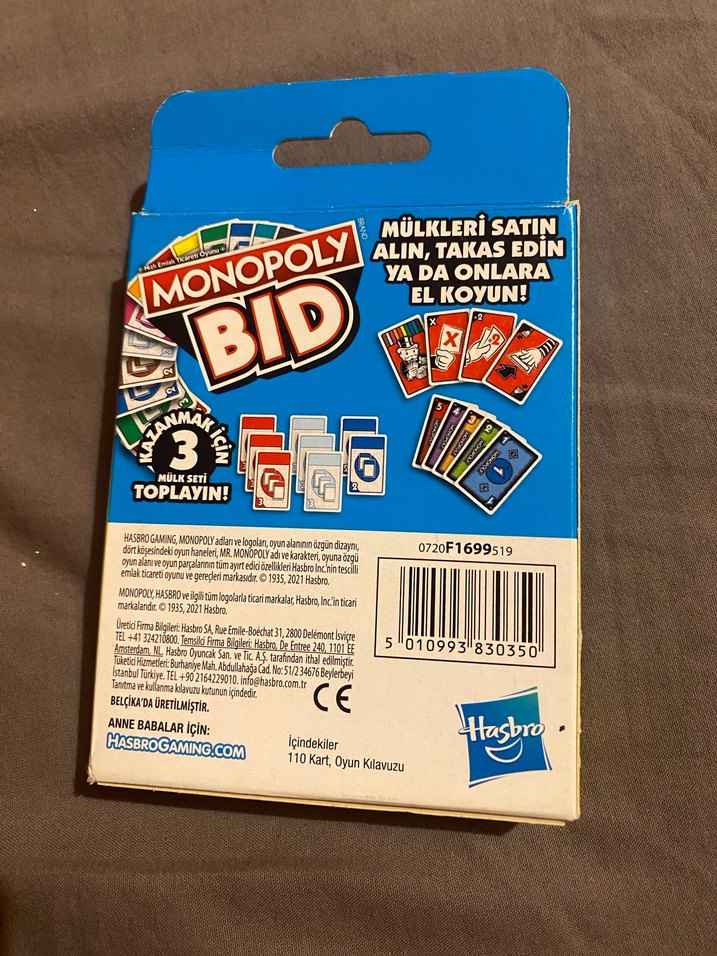 Hızlı Emlak Ticareti Oyunu
MONOPOLY
BRAND
BID
MÜLKLERİ SATIN
ALIN, TAKAS EDİN
YA DA ONLARA
EL KOYUN!
KAZANMAK İÇİN
3
MÜLK SETİ
TOPLAYIN!
HASBRO GAMING, MONOPOLY adları ve logoları, oyun alanının özgün dizaynı,
dört köşesindeki oyun haneleri, MR. MONOPOLY adı ve karakteri, oyuna özgü
oyun alanı ve oyun parçalarının tüm ayırt edici özellikleri Hasbro Inc.'nin tescilli
emlak ticareti oyunu ve gereçleri markasıdır. © 1935, 2021 Hasbro.
MONOPOLY, HASBRO ve ilgili tüm logolarla ticari markalar, Hasbro, Inc.'in ticari
markalarıdır. © 1935, 2021 Hasbro.
Üretici Firma Bilgileri: Hasbro SA, Rue Emile-Boéchat 31, 2800 Delémont İsviçre
TEL +41 324210800. Temsilci Firma Bilgileri: Hasbro, De Entree 240, 1101 EE
Amsterdam, NL. Hasbro Oyuncak San. ve Tic. A.Ş. tarafından ithal edilmiştir.
Tüketici Hizmetleri: Burhaniye Mah. Abdullahağa Cad. No: 51/2 34676 Beylerbeyi
İstanbul Türkiye. TEL +90 2164229010. info@hasbro.com.tr
Tanıtma ve kullanma kılavuzu kutunun içindedir.
CE
BELÇİKA'DA ÜRETİLMİŞTİR.
ANNE BABALAR İÇİN:
HASBROGAMING.COM
İçindekiler
110 Kart, Oyun Kılavuzu
0720F1699519
5 010993 830350
Hasbro